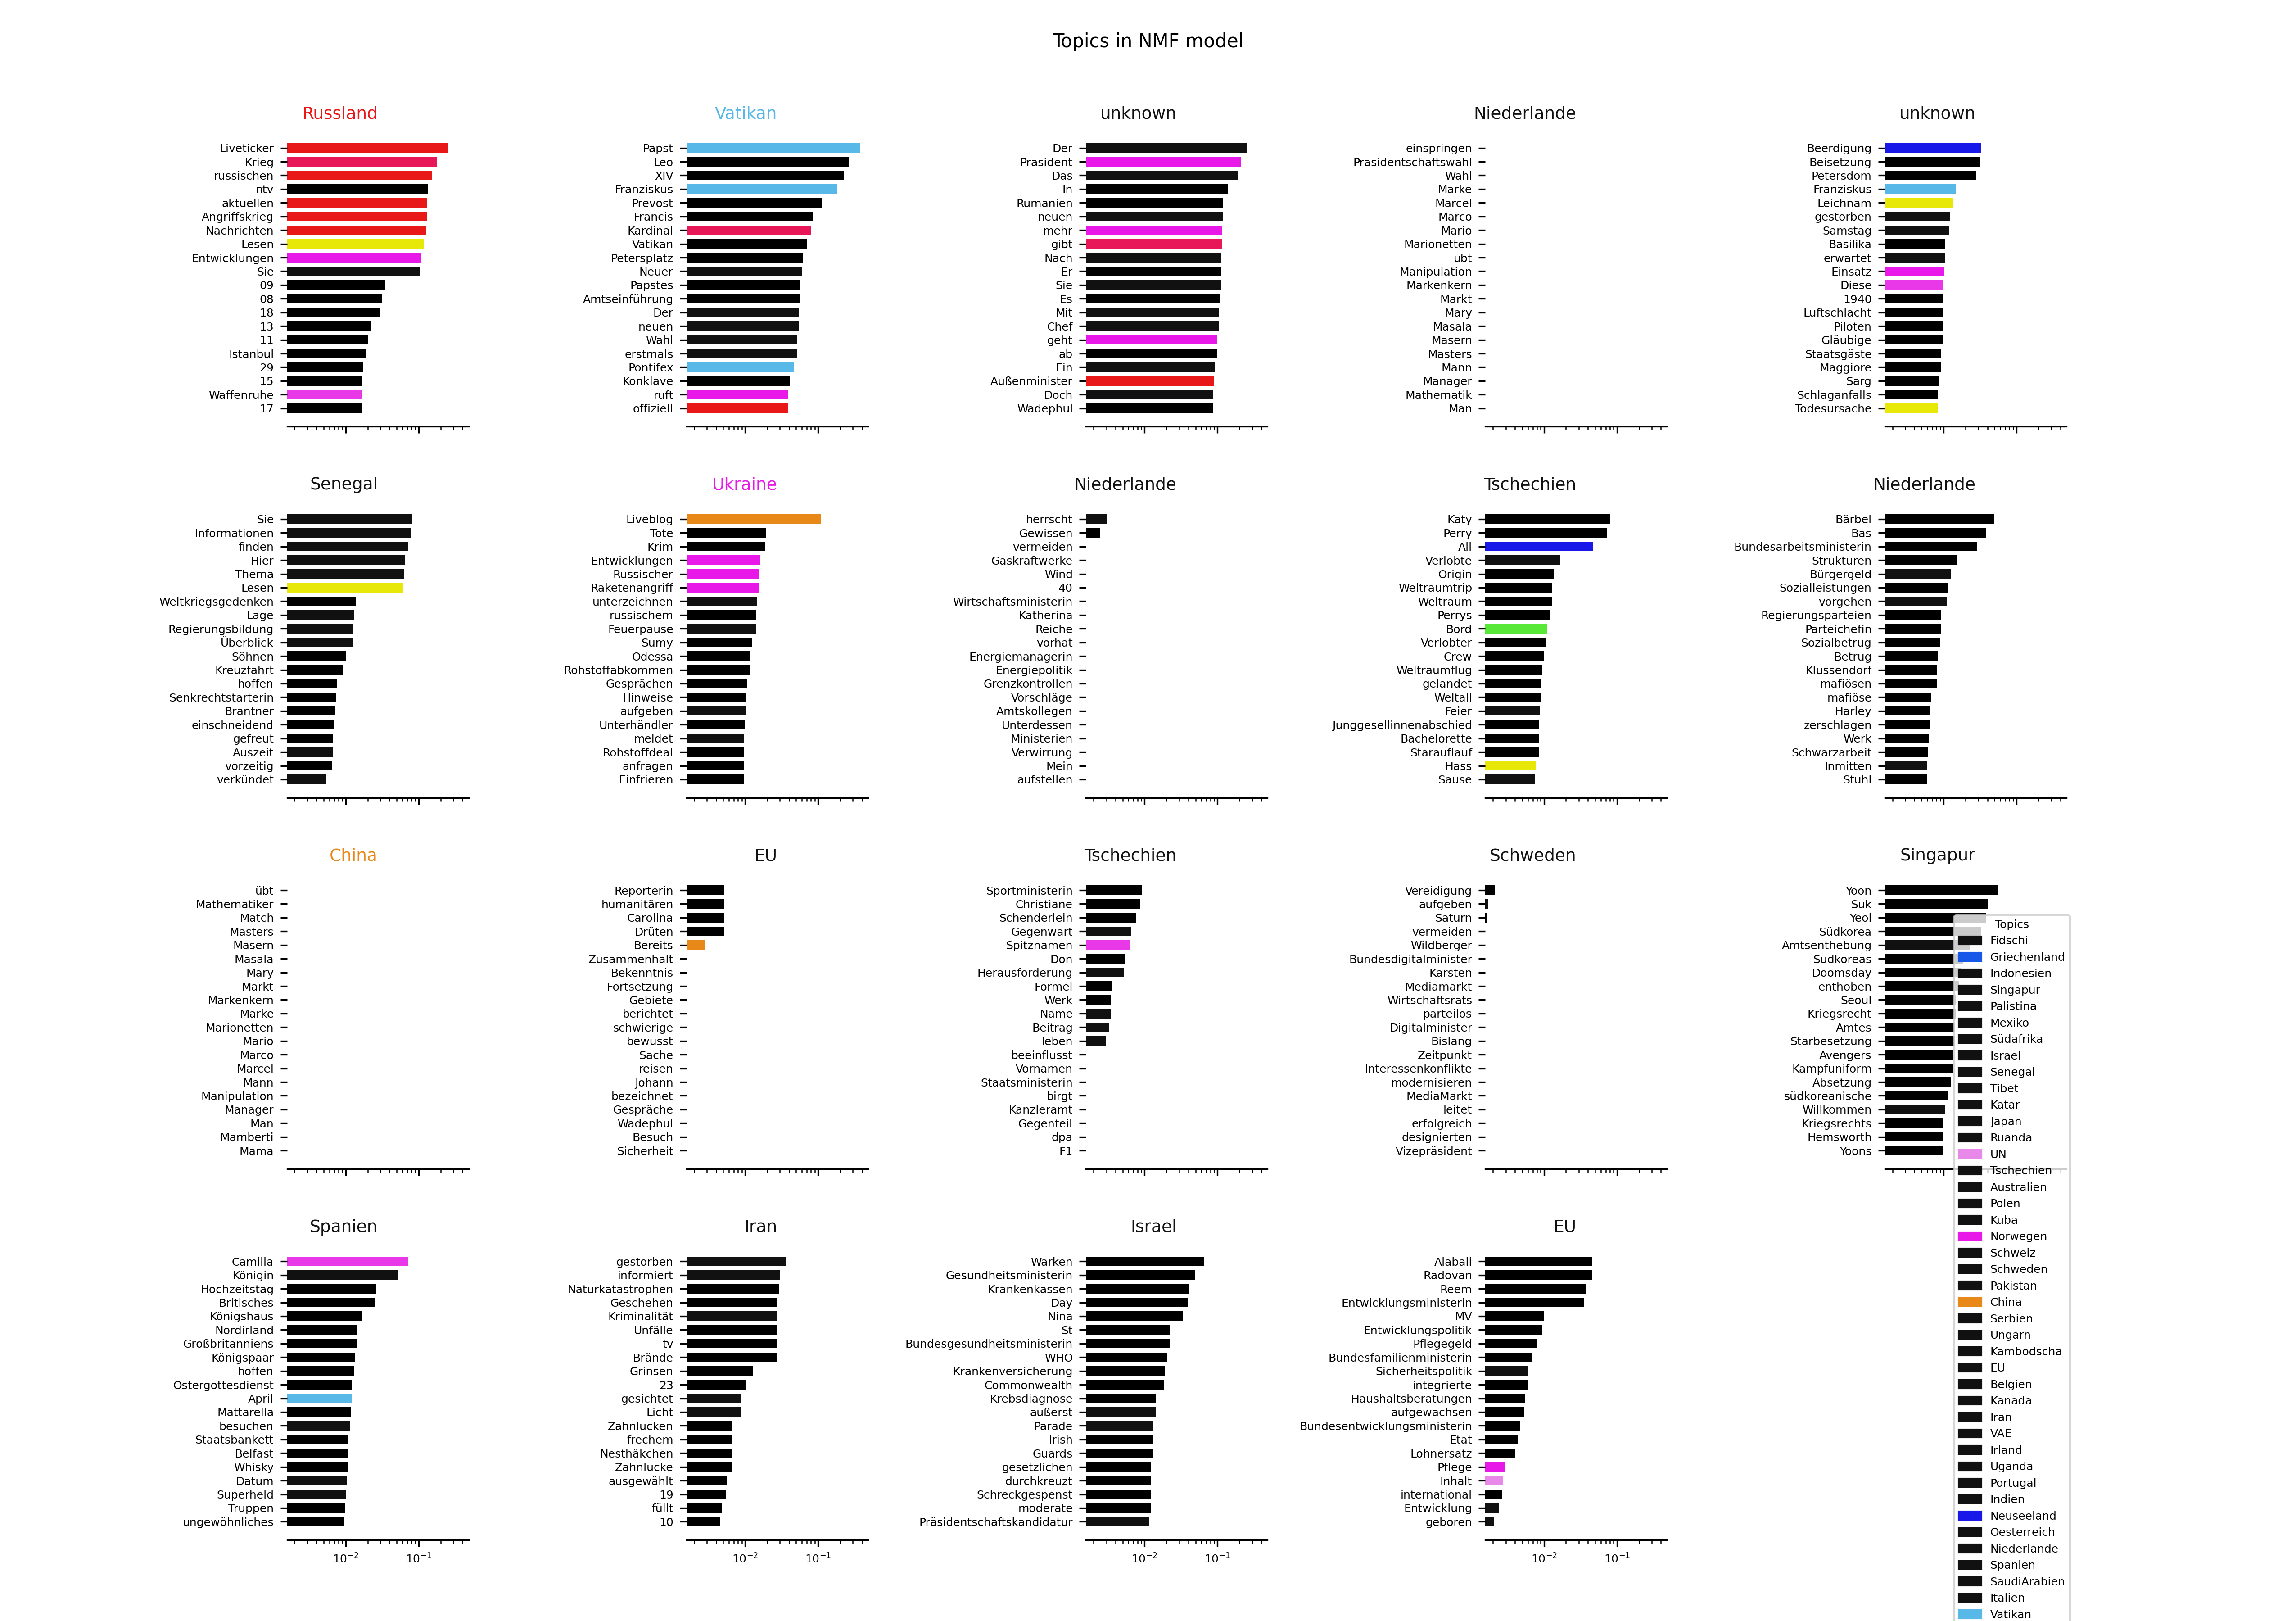 Topics in NMF model
Russland
Liveticker
Krieg
russischen
ntv
aktuellen
Angriffskrieg
Nachrichten
Lesen
Entwicklungen
Sie
09
08
18
13
11
Istanbul
29
15
Waffenruhe
17
Vatikan
Papst
Leo
XIV
Franziskus
Prevost
Francis
Kardinal
Vatikan
Petersplatz
Neuer
Papstes
Amtseinführung
Der
neuen
Wahl
erstmals
Pontifex
Konklave
ruft
offiziell
unknown
Der
Präsident
Das
In
Rumänien
neuen
mehr
gibt
Nach
Er
Sie
Es
Mit
Chef
geht
ab
Ein
Außenminister
Doch
Wadephul
Niederlande
einspringen
Präsidentschaftswahl
Wahl
Marke
Marcel
Marco
Mario
Marionetten
übt
Manipulation
Markenkern
Markt
Mary
Masala
Masern
Masters
Mann
Manager
Mathematik
Man
unknown
Beerdigung
Beisetzung
Petersdom
Franziskus
Leichnam
gestorben
Samstag
Basilika
erwartet
Einsatz
Diese
1940
Luftschlacht
Piloten
Gläubige
Staatsgäste
Maggiore
Sarg
Schlaganfalls
Todesursache
Senegal
Sie
Informationen
finden
Hier
Thema
Lesen
Weltkriegsgedenken
Lage
Regierungsbildung
Überblick
Söhnen
Kreuzfahrt
hoffen
Senkrechtstarterin
Brantner
einschneidend
gefreut
Auszeit
vorzeitig
verkündet
Ukraine
Liveblog
Tote
Krim
Entwicklungen
Russischer
Raketenangriff
unterzeichnen
russischem
Feuerpause
Sumy
Odessa
Rohstoffabkommen
Gesprächen
Hinweise
aufgeben
Unterhändler
meldet
Rohstoffdeal
anfragen
Einfrieren
Niederlande
herrscht
Gewissen
vermeiden
Gaskraftwerke
Wind
40
Wirtschaftsministerin
Katherina
Reiche
vorhat
Energiemanagerin
Energiepolitik
Grenzkontrollen
Vorschläge
Amtskollegen
Unterdessen
Ministerien
Verwirrung
Mein
aufstellen
Tschechien
Katy
Perry
All
Verlobte
Origin
Weltraumtrip
Weltraum
Perrys
Bord
Verlobter
Crew
Weltraumflug
gelandet
Weltall
Feier
Junggesellinnenabschied
Bachelorette
Starauflauf
Hass
Sause
Niederlande
Bärbel
Bas
Bundesarbeitsministerin
Strukturen
Bürgergeld
Sozialleistungen
vorgehen
Regierungsparteien
Parteichefin
Sozialbetrug
Betrug
Klüssendorf
mafiösen
mafiöse
Harley
zerschlagen
Werk
Schwarzarbeit
Inmitten
Stuhl
China
übt
Mathematiker
Match
Masters
Masern
Masala
Mary
Markt
Markenkern
Marke
Marionetten
Mario
Marco
Marcel
Mann
Manipulation
Manager
Man
Mamberti
Mama
EU
Reporterin
humanitären
Carolina
Drüten
Bereits
Zusammenhalt
Bekenntnis
Fortsetzung
Gebiete
berichtet
schwierige
bewusst
Sache
reisen
Johann
bezeichnet
Gespräche
Wadephul
Besuch
Sicherheit
Tschechien
Sportministerin
Christiane
Schenderlein
Gegenwart
Spitznamen
Don
Herausforderung
Formel
Werk
Name
Beitrag
leben
beeinflusst
Vornamen
Staatsministerin
birgt
Kanzleramt
Gegenteil
dpa
F1
Schweden
Vereidigung
aufgeben
Saturn
vermeiden
Wildberger
Bundesdigitalminister
Karsten
Mediamarkt
Wirtschaftsrats
parteilos
Digitalminister
Bislang
Zeitpunkt
Interessenkonflikte
modernisieren
MediaMarkt
leitet
erfolgreich
designierten
Vizepräsident
Singapur
Yoon
Suk
Yeol
Südkorea
Amtsenthebung
Südkoreas
Doomsday
enthoben
Seoul
Kriegsrecht
Amtes
Starbesetzung
Avengers
Kampfuniform
Absetzung
südkoreanische
Willkommen
Kriegsrechts
Hemsworth
Yoons
Spanien
Camilla
Königin
Hochzeitstag
Britisches
Königshaus
Nordirland
Großbritanniens
Königspaar
hoffen
Ostergottesdienst
April
Mattarella
besuchen
Staatsbankett
Belfast
Whisky
Datum
Superheld
Truppen
ungewöhnliches
10⁻² 10⁻¹
Iran
gestorben
informiert
Naturkatastrophen
Geschehen
Kriminalität
Unfälle
tv
Brände
Grinsen
23
gesichtet
Licht
Zahnlücken
frechem
Nesthäkchen
Zahnlücke
ausgewählt
19
füllt
10
10⁻² 10⁻¹
Israel
Warken
Gesundheitsministerin
Krankenkassen
Day
Nina
St
Bundesgesundheitsministerin
WHO
Krankenversicherung
Commonwealth
Krebsdiagnose
äußerst
Parade
Irish
Guards
gesetzlichen
durchkreuzt
Schreckgespenst
moderate
Präsidentschaftskandidatur
10⁻² 10⁻¹
EU
Alabali
Radovan
Reem
Entwicklungsministerin
MV
Entwicklungspolitik
Pflegegeld
Bundesfamilienministerin
Sicherheitspolitik
integrierte
Haushaltsberatungen
aufgewachsen
Bundesentwicklungsministerin
Etat
Lohnersatz
Pflege
Inhalt
international
Entwicklung
geboren
10⁻² 10⁻¹
Topics
Fidschi
Griechenland
Indonesien
Singapur
Palistina
Mexiko
Südafrika
Israel
Senegal
Tibet
Katar
Japan
Ruanda
UN
Tschechien
Australien
Polen
Kuba
Norwegen
Schweiz
Schweden
Pakistan
China
Serbien
Ungarn
Kambodscha
EU
Belgien
Kanada
Iran
VAE
Irland
Uganda
Portugal
Indien
Neuseeland
Oesterreich
Niederlande
Spanien
SaudiArabien
Italien
Vatikan